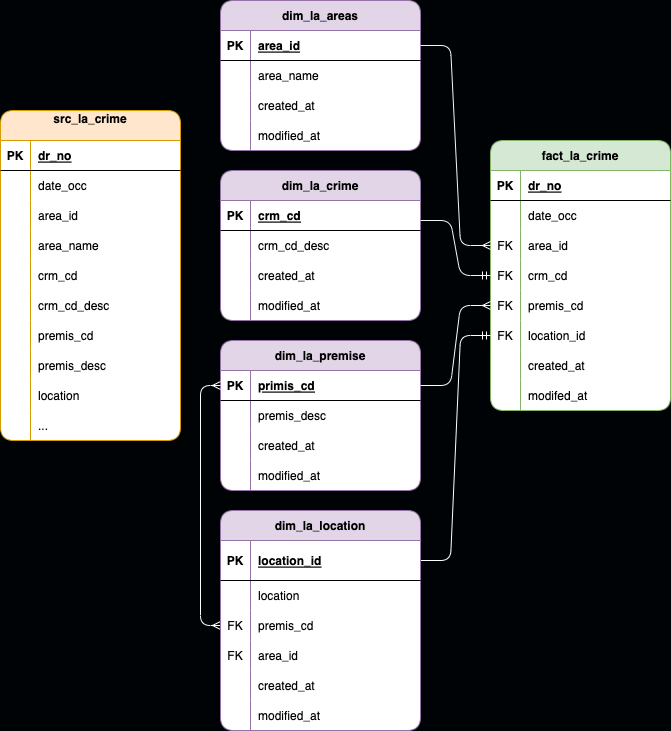 src_la_crime
PK dr_no
date_occ
area_id
area_name
crm_cd
crm_cd_desc
premis_cd
premis_desc
location
...
dim_la_areas
PK area_id
area_name
created_at
modified_at
dim_la_crime
PK crm_cd
crm_cd_desc
created_at
modified_at
dim_la_premise
PK primis_cd
premis_desc
created_at
modified_at
dim_la_location
PK location_id
location
FK premis_cd
FK area_id
created_at
modified_at
fact_la_crime
PK dr_no
date_occ
FK area_id
FK crm_cd
FK premis_cd
FK location_id
created_at
modifed_at